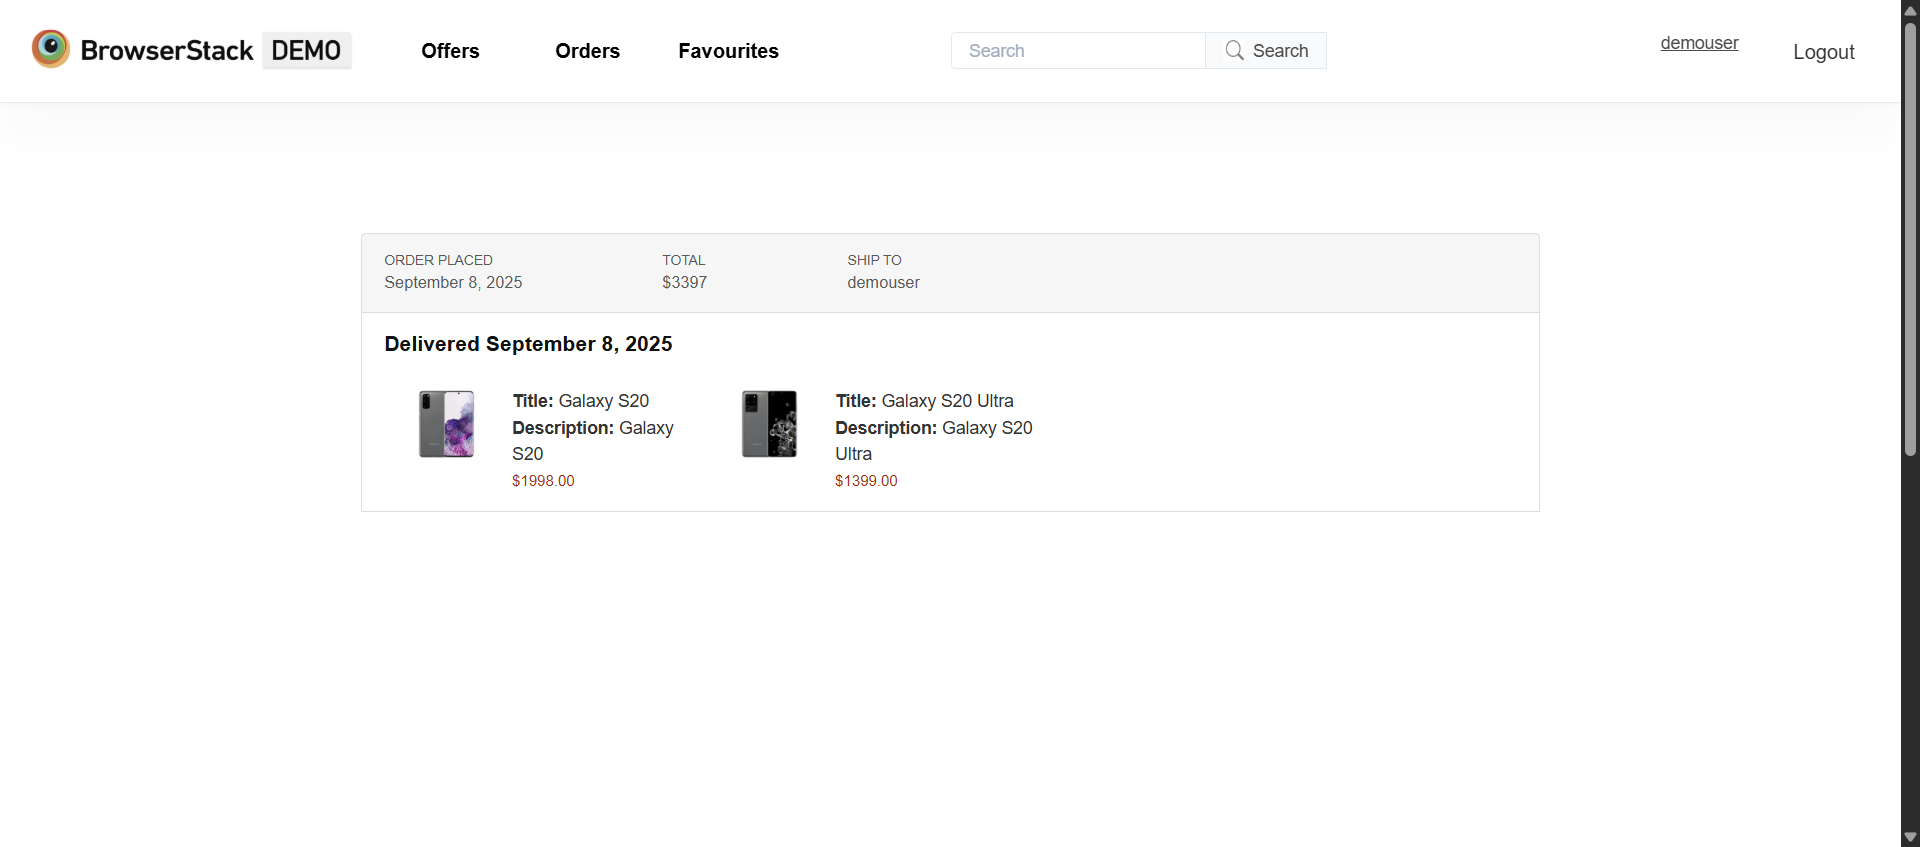 BrowserStack DEMO
Offers
Orders
Favourites
Search
Search
demouser
Logout
ORDER PLACED
September 8, 2025
TOTAL
$3397
SHIP TO
demouser
Delivered September 8, 2025
Title: Galaxy S20
Description: Galaxy
S20
$1998.00
Title: Galaxy S20 Ultra
Description: Galaxy S20
Ultra
$1399.00